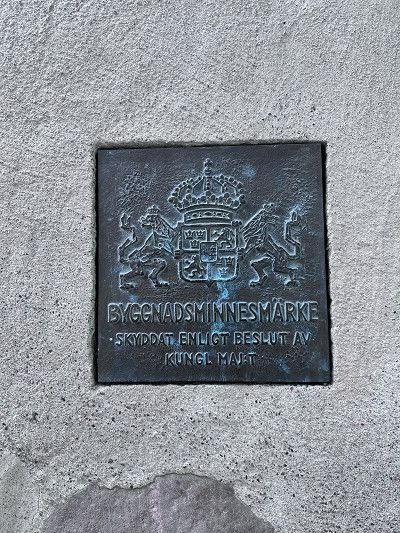 BYGGNADSMINNESMÄRKE
·SKYDDAT ENLIGT BESLUT AV
KUNGL MAJ:T